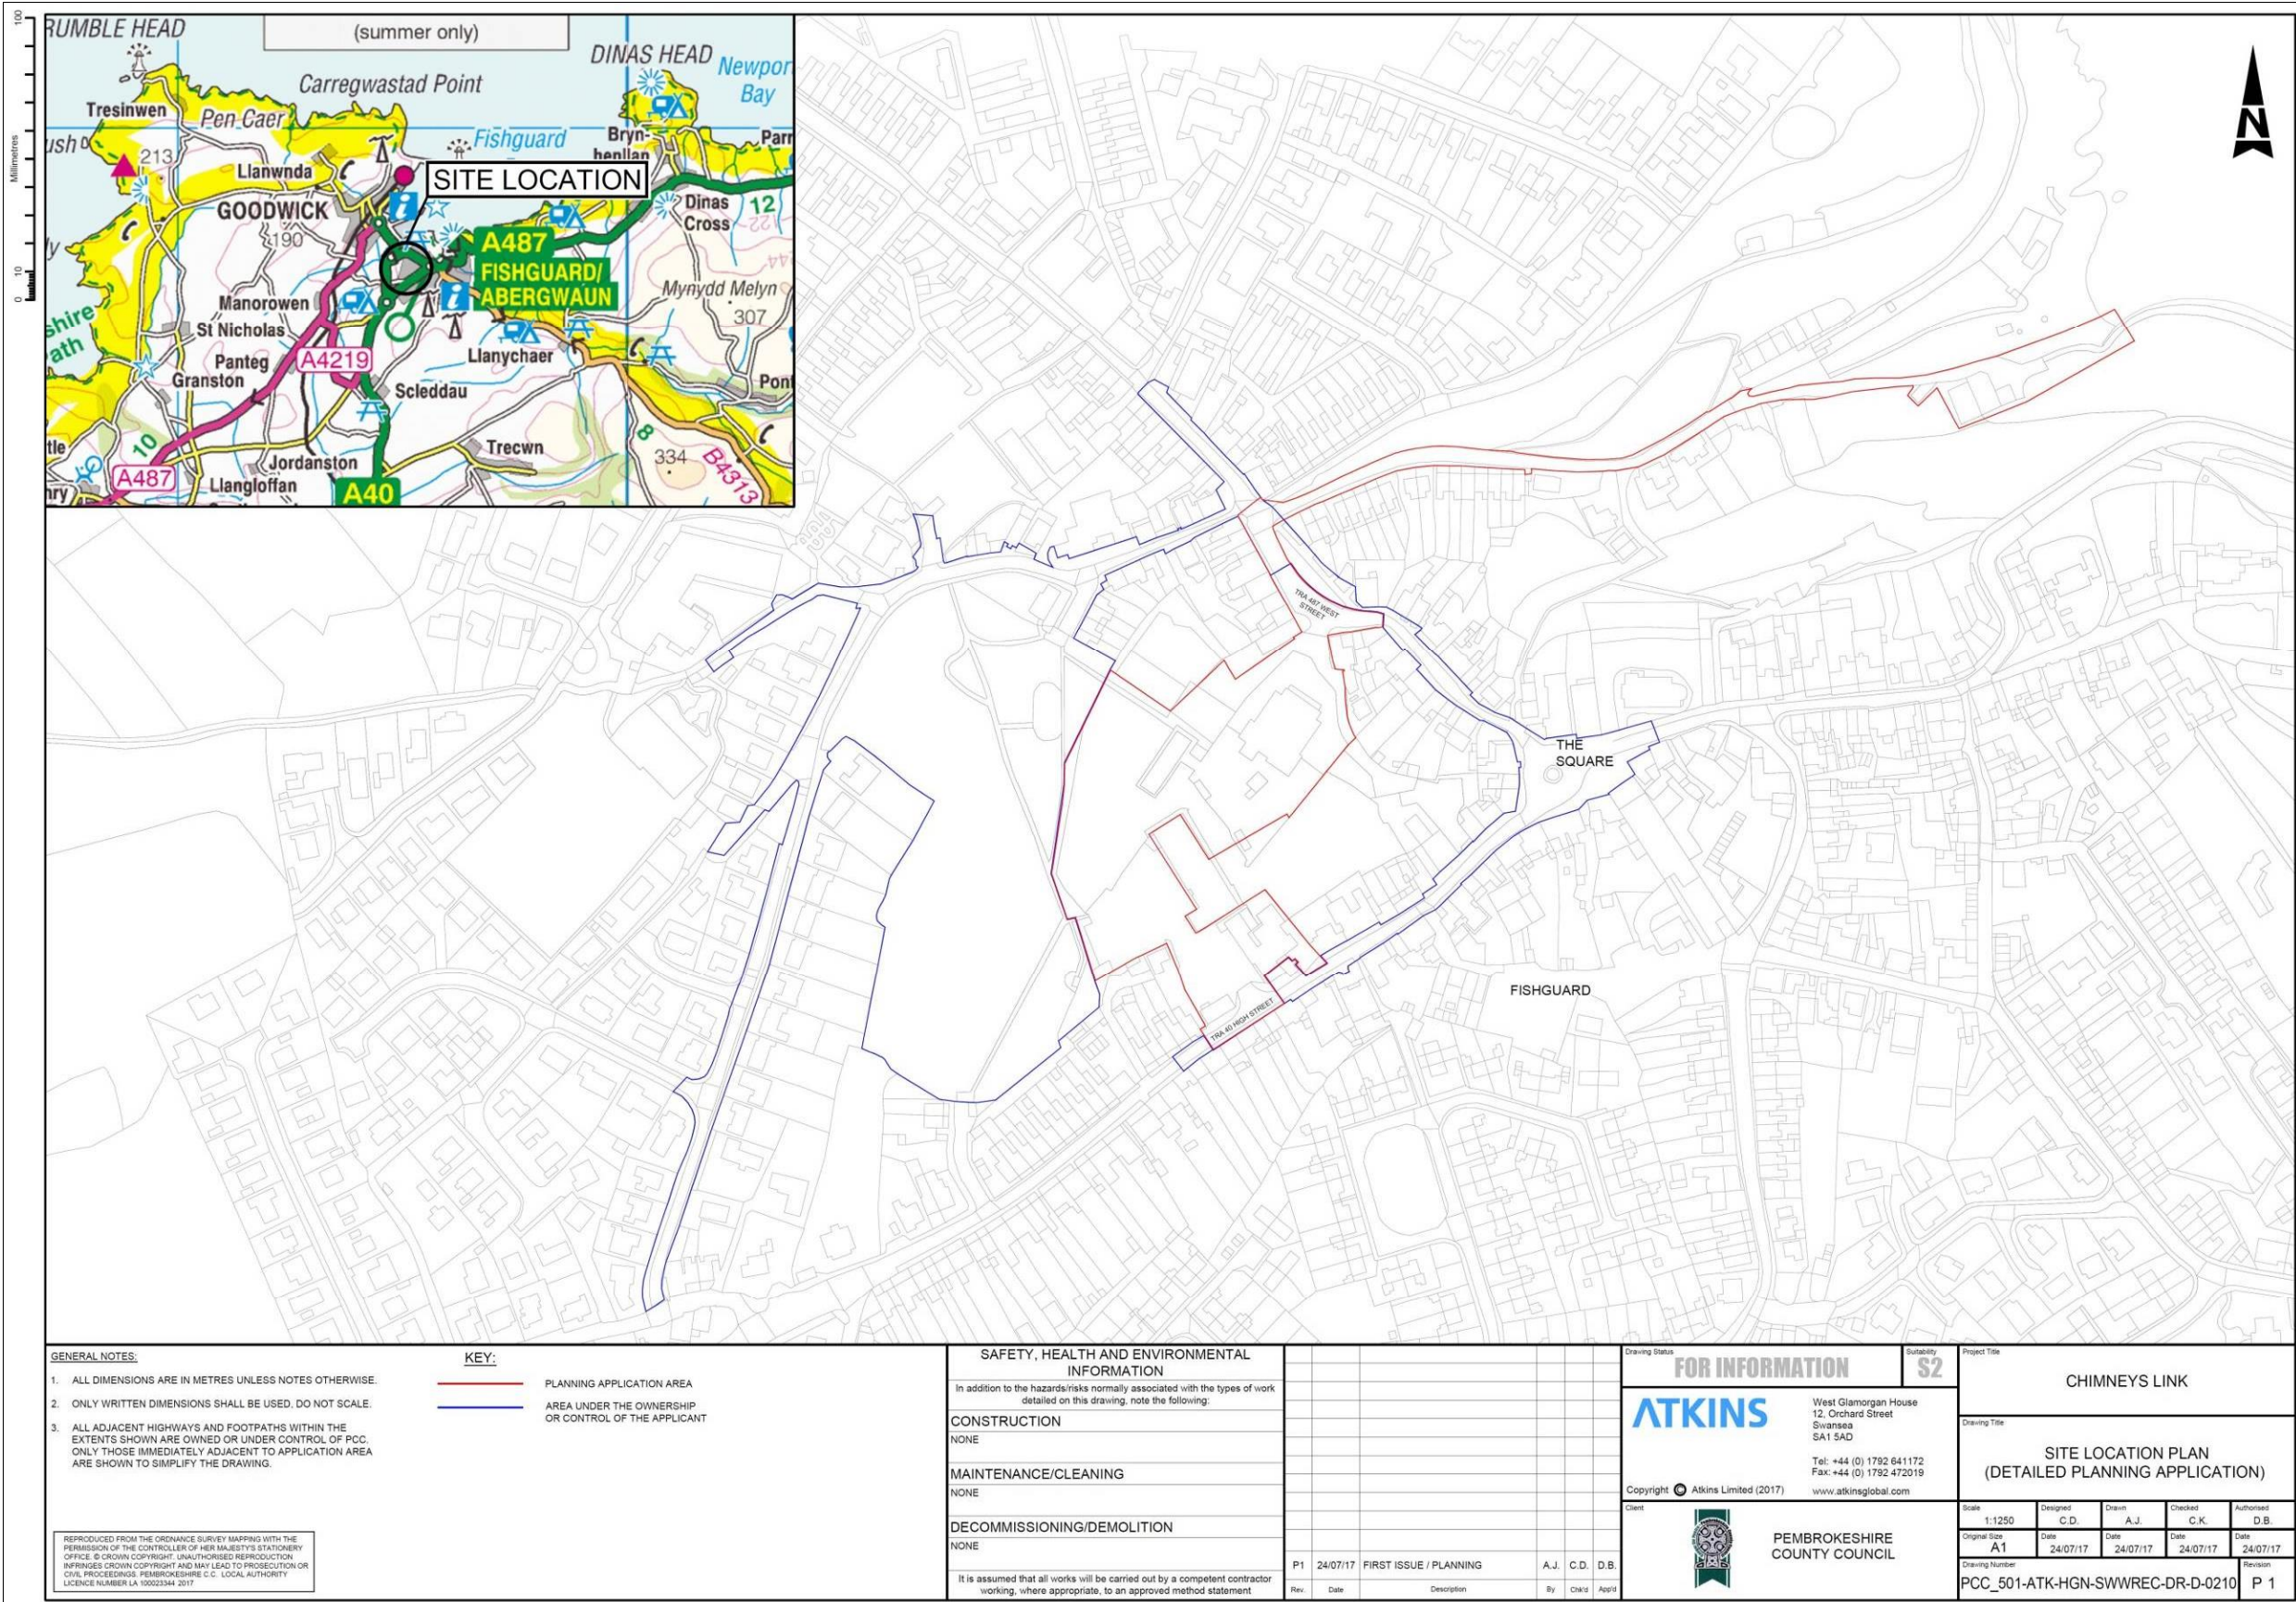 100
Millimetres
10
0
RUMBLE HEAD
(summer only)
DINAS HEAD
Carregwastad Point
Newpor
Bay
Tresinwen
Pen Caer
Fishguard
Bryn-
henllan
Parr
ush
213
Llanwnda
SITE LOCATION
GOODWICK
190
Dinas
Cross
12
A487
FISHGUARD/
ABERGWAUN
Manorowen
St Nicholas
Mynydd Melyn
307
shire
ath
Panteg
Granston
A4219
Llanychaer
Scleddau
Pont
10
tle
Trecwn
8
334
B4313
Jordanston
A487
Llangloffan
A40
nry
N
TRA 487 WEST
STREET
THE
SQUARE
FISHGUARD
TRA 40 HIGH STREET
GENERAL NOTES:
1. ALL DIMENSIONS ARE IN METRES UNLESS NOTES OTHERWISE.
2. ONLY WRITTEN DIMENSIONS SHALL BE USED, DO NOT SCALE.
3. ALL ADJACENT HIGHWAYS AND FOOTPATHS WITHIN THE
EXTENTS SHOWN ARE OWNED OR UNDER CONTROL OF PCC.
ONLY THOSE IMMEDIATELY ADJACENT TO APPLICATION AREA
ARE SHOWN TO SIMPLIFY THE DRAWING.
REPRODUCED FROM THE ORDNANCE SURVEY MAPPING WITH THE
PERMISSION OF THE CONTROLLER OF HER MAJESTY'S STATIONERY
OFFICE. © CROWN COPYRIGHT. UNAUTHORISED REPRODUCTION
INFRINGES CROWN COPYRIGHT AND MAY LEAD TO PROSECUTION OR
CIVIL PROCEEDINGS. PEMBROKESHIRE C.C. LOCAL AUTHORITY
LICENCE NUMBER LA 100023344 2017
KEY:
PLANNING APPLICATION AREA
AREA UNDER THE OWNERSHIP
OR CONTROL OF THE APPLICANT
SAFETY, HEALTH AND ENVIRONMENTAL
INFORMATION
In addition to the hazards/risks normally associated with the types of work
detailed on this drawing, note the following:
CONSTRUCTION
NONE
MAINTENANCE/CLEANING
NONE
DECOMMISSIONING/DEMOLITION
NONE
It is assumed that all works will be carried out by a competent contractor
working, where appropriate, to an approved method statement
P1 24/07/17 FIRST ISSUE / PLANNING A.J. C.D. D.B.
Rev. Date Description By Chk'd App'd
Drawing Status
FOR INFORMATION
Suitability
S2
ATKINS
West Glamorgan House
12, Orchard Street
Swansea
SA1 5AD
Tel: +44 (0) 1792 641172
Fax: +44 (0) 1792 472019
Copyright © Atkins Limited (2017)
www.atkinsglobal.com
Client
PEMBROKESHIRE
COUNTY COUNCIL
Project Title
CHIMNEYS LINK
Drawing Title
SITE LOCATION PLAN
(DETAILED PLANNING APPLICATION)
Scale Designed Drawn Checked Authorised
1:1250 C.D. A.J. C.K. D.B.
Original Size Date Date Date Date
A1 24/07/17 24/07/17 24/07/17 24/07/17
Drawing Number Revision
PCC_501-ATK-HGN-SWWREC-DR-D-0210 P 1